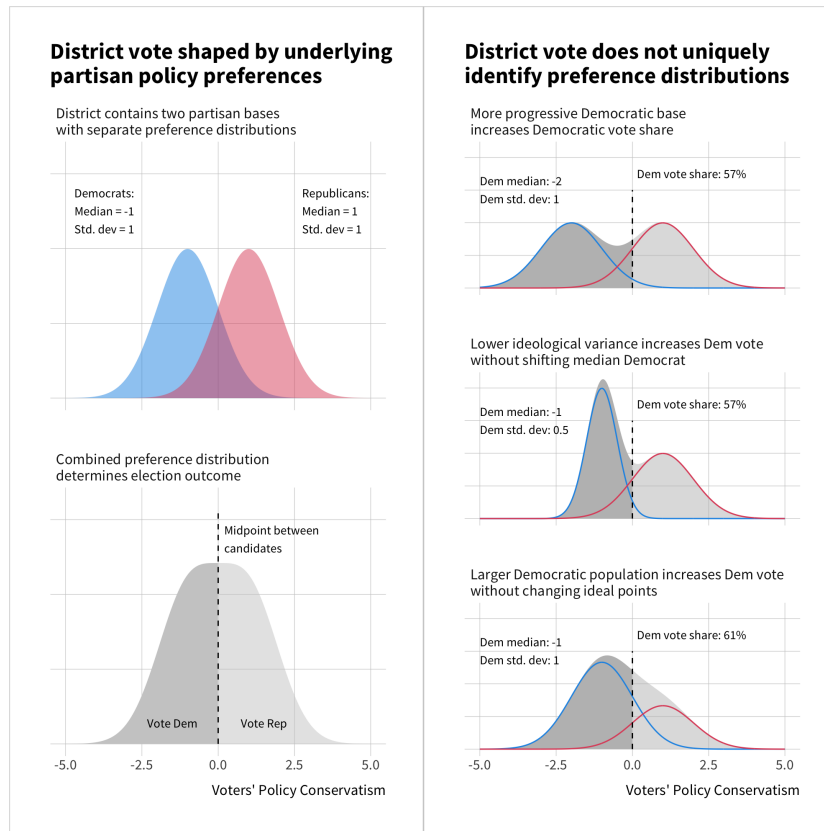 District vote shaped by underlying
partisan policy preferences
District contains two partisan bases
with separate preference distributions
Democrats:
Median = -1
Std. dev = 1
Republicans:
Median = 1
Std. dev = 1
Combined preference distribution
determines election outcome
Midpoint between
candidates
Vote Dem
Vote Rep
-5.0 -2.5 0.0 2.5 5.0
Voters' Policy Conservatism
District vote does not uniquely
identify preference distributions
More progressive Democratic base
increases Democratic vote share
Dem median: -2
Dem std. dev: 1
Dem vote share: 57%
Lower ideological variance increases Dem vote
without shifting median Democrat
Dem median: -1
Dem std. dev: 0.5
Dem vote share: 57%
Larger Democratic population increases Dem vote
without changing ideal points
Dem median: -1
Dem std. dev: 1
Dem vote share: 61%
-5.0 -2.5 0.0 2.5 5.0
Voters' Policy Conservatism